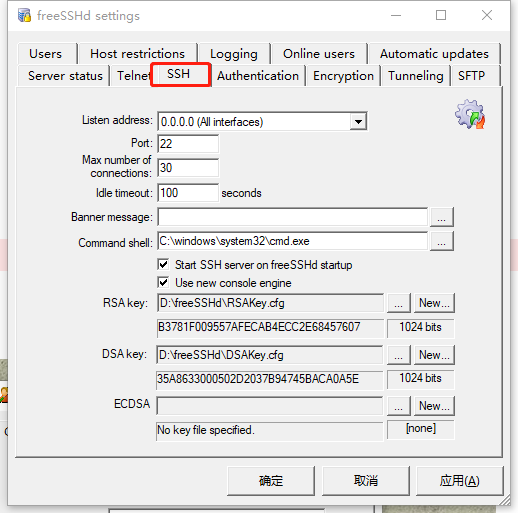 freeSSHd settings
Users Host restrictions Logging Online users Automatic updates
Server status Telnet SSH Authentication Encryption Tunneling SFTP
Listen address: 0.0.0.0 (All interfaces)
Port: 22
Max number of connections: 30
Idle timeout: 100 seconds
Banner message: ...
Command shell: C:\windows\system32\cmd.exe ...
Start SSH server on freeSSHd startup
Use new console engine
RSA key: D:\freeSSHd\RSAKey.cfg ... New...
B3781F009557AFECAB4ECC2E68457607 1024 bits
DSA key: D:\freeSSHd\DSAKey.cfg ... New...
35A8633000502D2037B94745BACA0A5E 1024 bits
ECDSA ... New...
No key file specified. [none]
确定 取消 应用(A)